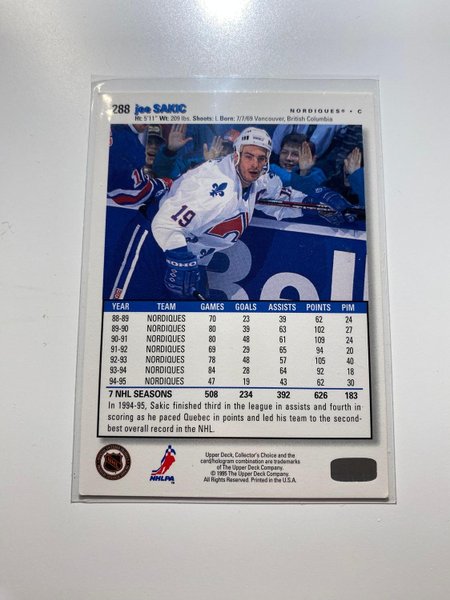 288 joe SAKIC
NORDIQUES® • C
Ht: 5'11" Wt: 209 lbs. Shoots: L Born: 7/7/69 Vancouver, British Columbia
19
YEAR TEAM GAMES GOALS ASSISTS POINTS PIM
88-89 NORDIQUES 70 23 39 62 24
89-90 NORDIQUES 80 39 63 102 27
90-91 NORDIQUES 80 48 61 109 24
91-92 NORDIQUES 69 29 65 94 20
92-93 NORDIQUES 78 48 57 105 40
93-94 NORDIQUES 84 28 64 92 18
94-95 NORDIQUES 47 19 43 62 30
7 NHL SEASONS 508 234 392 626 183
In 1994-95, Sakic finished third in the league in assists and fourth in
scoring as he paced Quebec in points and led his team to the second-
best overall record in the NHL.
NHLPA
Upper Deck, Collector's Choice and the
card/hologram combination are trademarks
of The Upper Deck Company.
© 1995 The Upper Deck Company.
All Rights Reserved. Printed in the U.S.A.